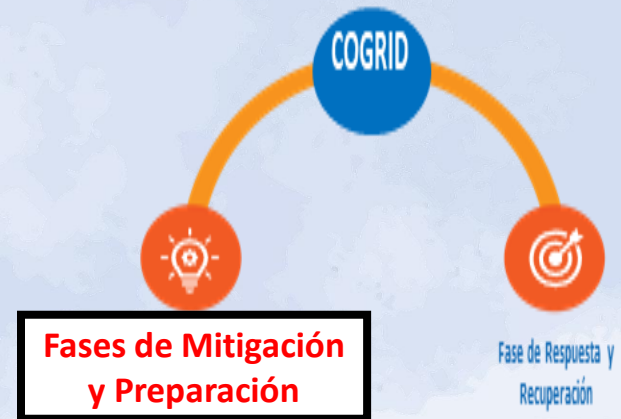 COGRID
Fases de Mitigación
y Preparación
Fase de Respuesta y
Recuperación